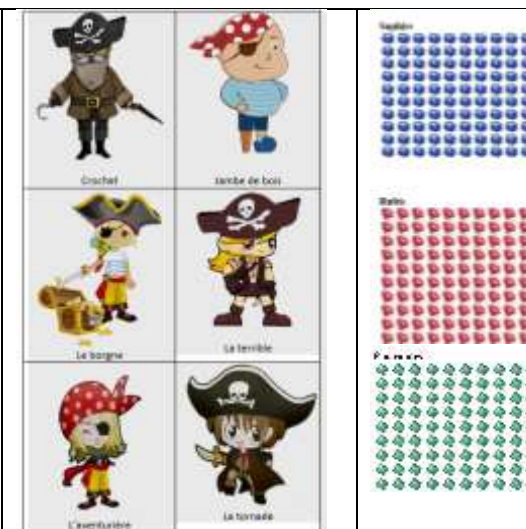 Crochet
Jambe de bois
Le borgne
La terrible
L'aventurière
La tornade
Saphirs
Rubis